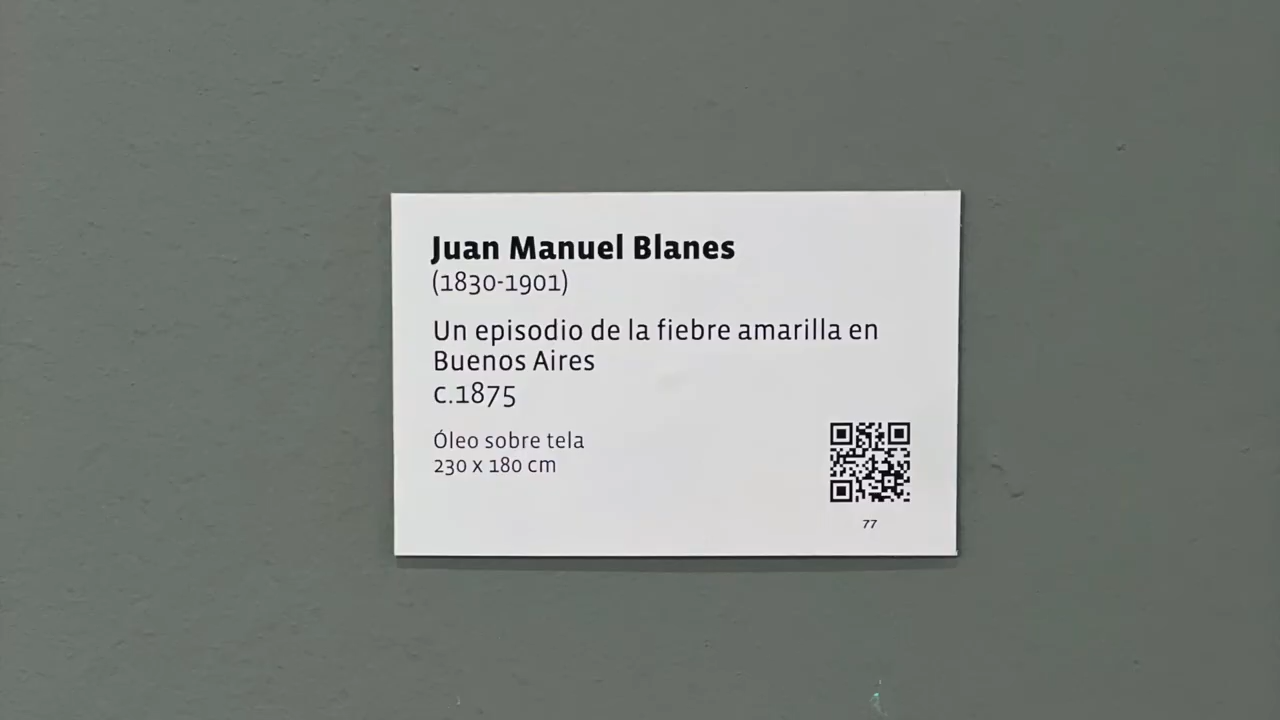 Juan Manuel Blanes
(1830-1901)
Un episodio de la fiebre amarilla en
Buenos Aires
c.1875
Óleo sobre tela
230 x 180 cm
77